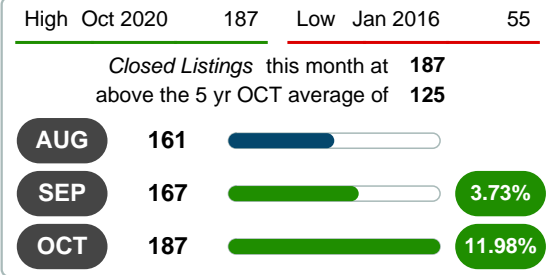 High Oct 2020 187 Low Jan 2016 55
Closed Listings this month at 187
above the 5 yr OCT average of 125
AUG 161
SEP 167 3.73%
OCT 187 11.98%